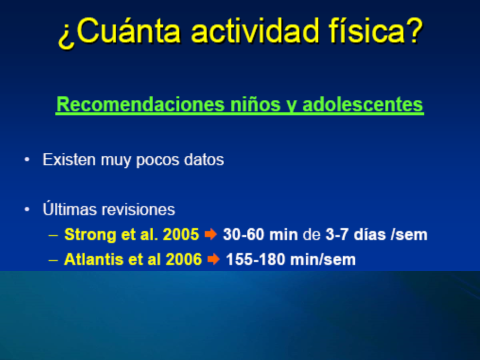 ¿Cuánta actividad física?
Recomendaciones niños y adolescentes
• Existen muy pocos datos
• Últimas revisiones
– Strong et al. 2005 ➡ 30-60 min de 3-7 días /sem
– Atlantis et al 2006 ➡ 155-180 min/sem